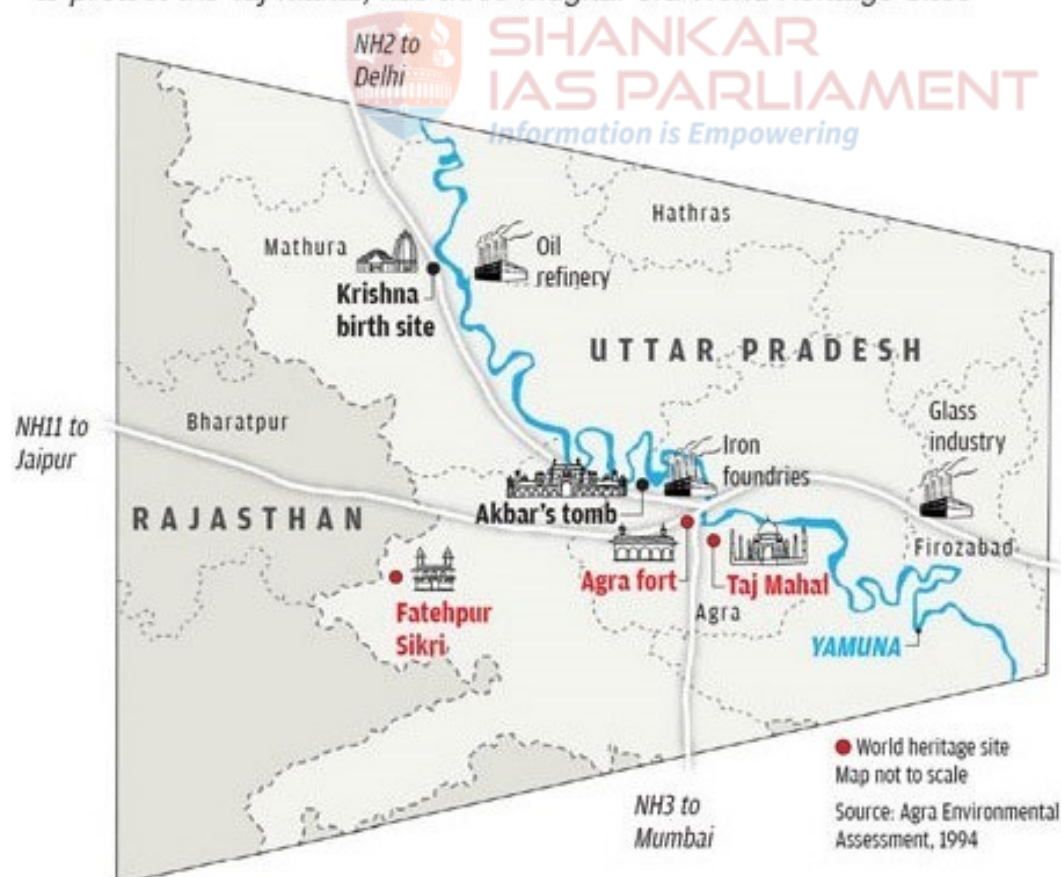 NH2 to
Delhi
SHANKAR
IAS PARLIAMENT
Information is Empowering
Hathras
Mathura
Oil
refinery
Krishna
birth site
UTTAR PRADESH
Bharatpur
NH11 to
Jaipur
Glass
industry
Iron
foundries
Akbar's tomb
RAJASTHAN
Firozabad
Agra fort
Taj Mahal
Agra
Fatehpur
Sikri
YAMUNA
World heritage site
Map not to scale
Source: Agra Environmental
Assessment, 1994
NH3 to
Mumbai